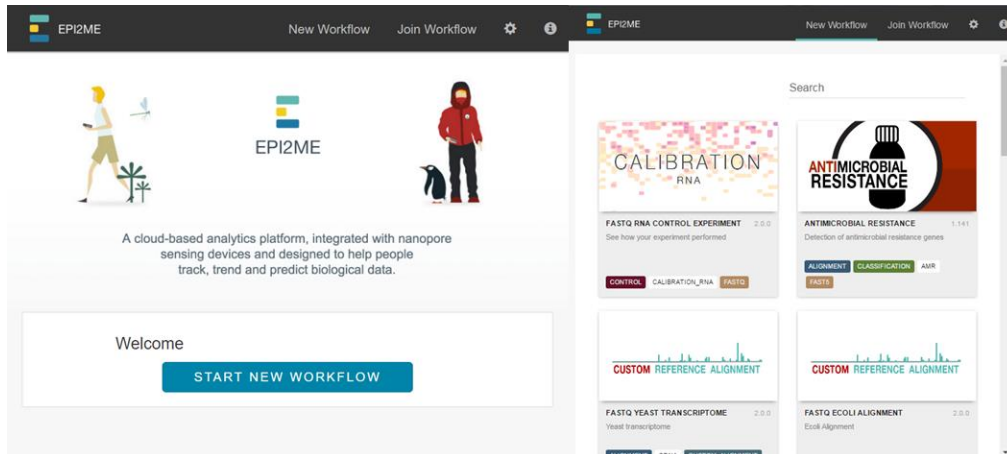 EPI2ME
New Workflow
Join Workflow
EPI2ME
A cloud-based analytics platform, integrated with nanopore
sensing devices and designed to help people
track, trend and predict biological data.
Welcome
START NEW WORKFLOW
EPI2ME
New Workflow
Join Workflow
Search
CALIBRATION
RNA
FASTQ RNA CONTROL EXPERIMENT 2.0.0
See how your experiment performed
CONTROL CALIBRATION_RNA FASTQ
ANTIMICROBIAL
RESISTANCE
ANTIMICROBIAL RESISTANCE 1.141
Detection of antimicrobial resistance genes
ALIGNMENT CLASSIFICATION AMR
FAST5
CUSTOM REFERENCE ALIGNMENT
FASTQ YEAST TRANSCRIPTOME 2.0.0
Yeast transcriptome
CUSTOM REFERENCE ALIGNMENT
FASTQ ECOLI ALIGNMENT 2.0.0
Ecoli Alignment